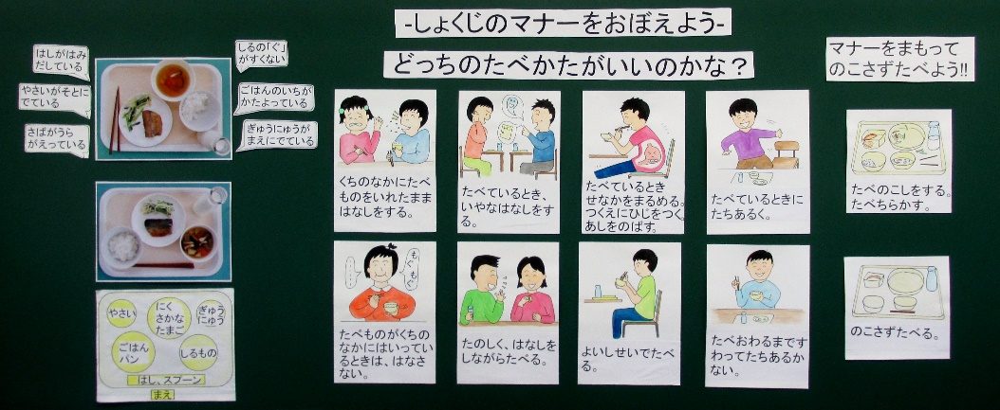 -しょくじのマナーをおぼえよう-
どっちのたべかたがいいのかな？
マナーをまもって
のこさずたべよう!!
はしがはみ
だしている
やさいがそとに
でている
さばがうら
がえっている
しるの「ぐ」
がすくない
ごはんのいちが
かたよっている
ぎゅうにゅうが
まえにでている
やさい
にく
さかな
たまご
ぎゅう
にゅう
ごはん
パン
しるもの
はし、スプーン
まえ
くちのなかにたべ
ものをいれたまま
はなしをする。
たべているとき、
いやなはなしをす
る。
たべているとき
せなかをまるめる。
つくえにひじをつく。
あしをのばす。
たべているときに
たちあるく。
もぐもぐ
たべものがくちの
なかにはいってい
るときは、はなさ
ない。
たのしく、はなしを
しながらたべる。
よいしせいでたべ
る。
たべおわるまです
わってたちあるか
ない。
たべのこしをする。
たべちらかす。
のこさずたべる。